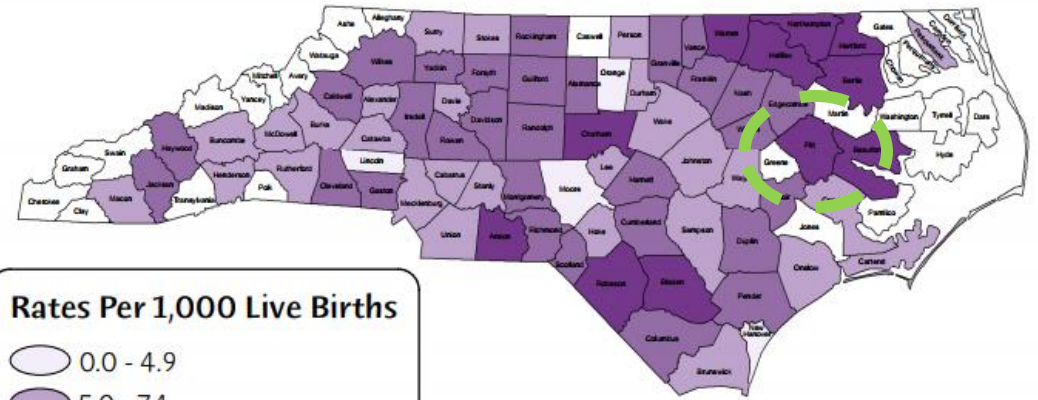 Ashe
Alleghany
Surry
Stokes
Rockingham
Caswell
Person
Vance
Warren
Northampton
Gates
Halifax
Hertford
Watauga
Wilkes
Yadkin
Forsyth
Guilford
Alamance
Orange
Durham
Granville
Franklin
Bertie
Mitchell
Avery
Caldwell
Alexander
Davie
Nash
Edgecombe
Martin
Washington
Tyrrell
Dare
Madison
Yancey
Iredell
Davidson
Randolph
Chatham
Wake
Pitt
Beaufort
Hyde
Buncombe
McDowell
Burke
Catawba
Rowan
Johnston
Greene
Swain
Haywood
Lincoln
Lee
Graham
Henderson
Rutherford
Cabarrus
Stanly
Montgomery
Moore
Harnett
Cherokee
Clay
Macon
Jackson
Transylvania
Polk
Cleveland
Gaston
Mecklenburg
Pamlico
Jones
Union
Anson
Richmond
Hoke
Cumberland
Sampson
Duplin
Onslow
Carteret
Scotland
Robeson
Bladen
Pender
Columbus
New
Hanover
Brunswick
Rates Per 1,000 Live Births
0.0 - 4.9